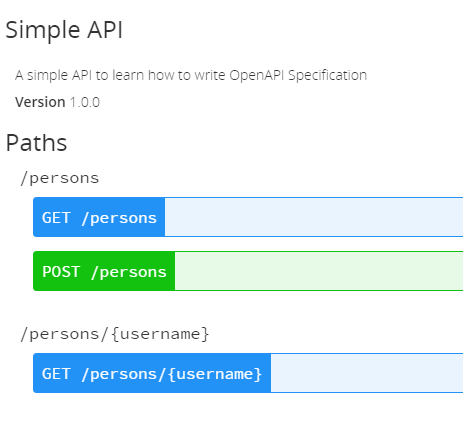 Simple API
A simple API to learn how to write OpenAPI Specification
Version 1.0.0
Paths
/persons
GET /persons
POST /persons
/persons/{username}
GET /persons/{username}